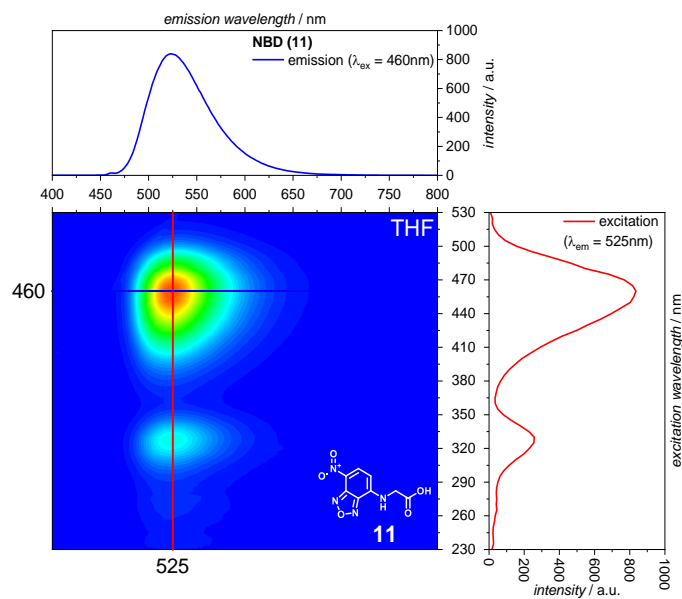 emission wavelength / nm
NBD (11)
emission (λex = 460nm)
1000
800
600
400
200
0
intensity / a.u.
400 450 500 550 600 650 700 750 800
THF
460
525
O
N+
O-
N
O
N
N
H
O
OH
11
excitation
(λem = 525nm)
530
500
470
440
410
380
350
320
290
260
230
excitation wavelength / nm
0 200 400 600 800 1000
intensity / a.u.